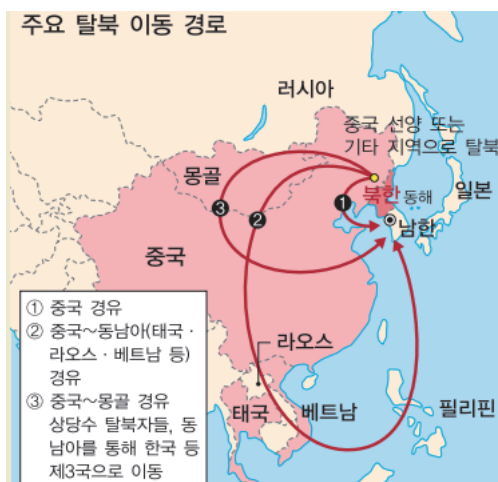 주요 탈북 이동 경로
러시아
중국 선양 또는
기타 지역으로 탈북
몽골
북한
동해
일본
❸
❷
❶
남한
중국
① 중국 경유
② 중국~동남아(태국·
라오스·베트남 등)
경유
③ 중국~몽골 경유
상당수 탈북자들, 동
남아를 통해 한국 등
제3국으로 이동
라오스
태국
베트남
필리핀